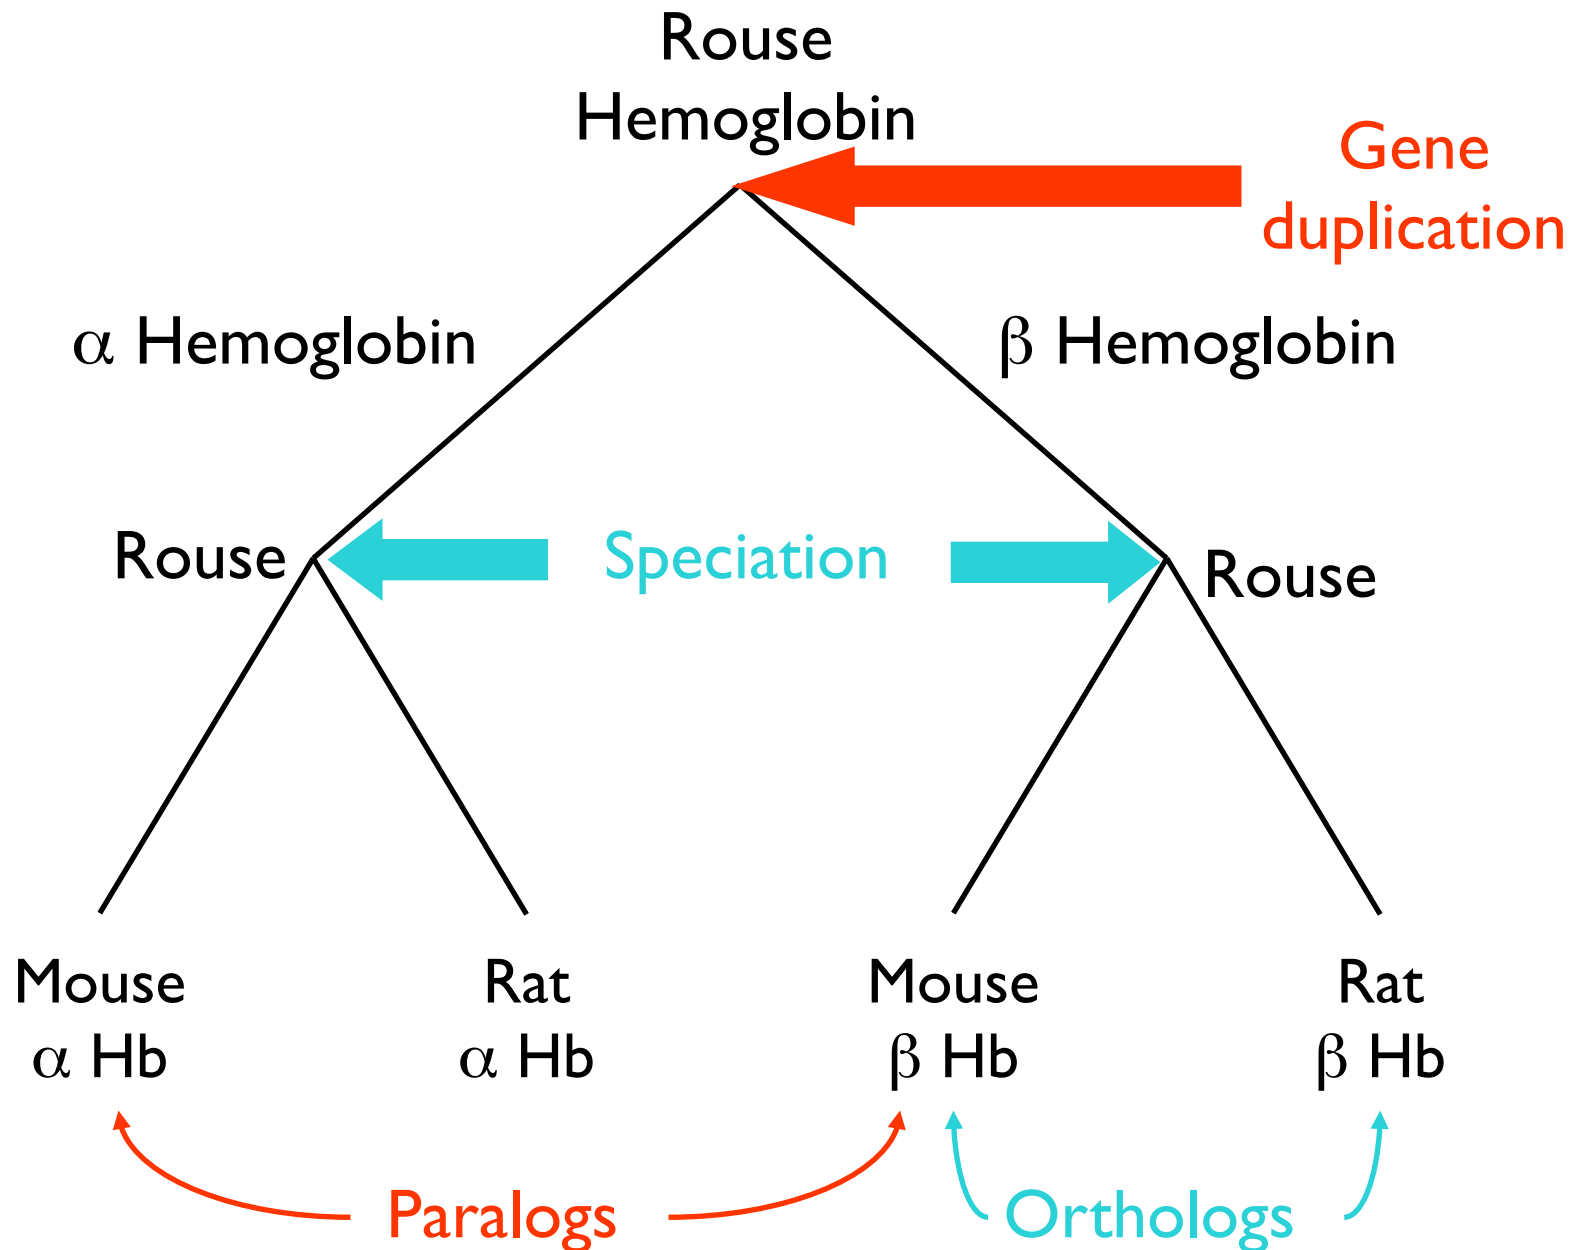 Rouse
Hemoglobin
Gene
duplication
α Hemoglobin
β Hemoglobin
Rouse
Speciation
Rouse
Mouse
α Hb
Rat
α Hb
Mouse
β Hb
Rat
β Hb
Paralogs
Orthologs